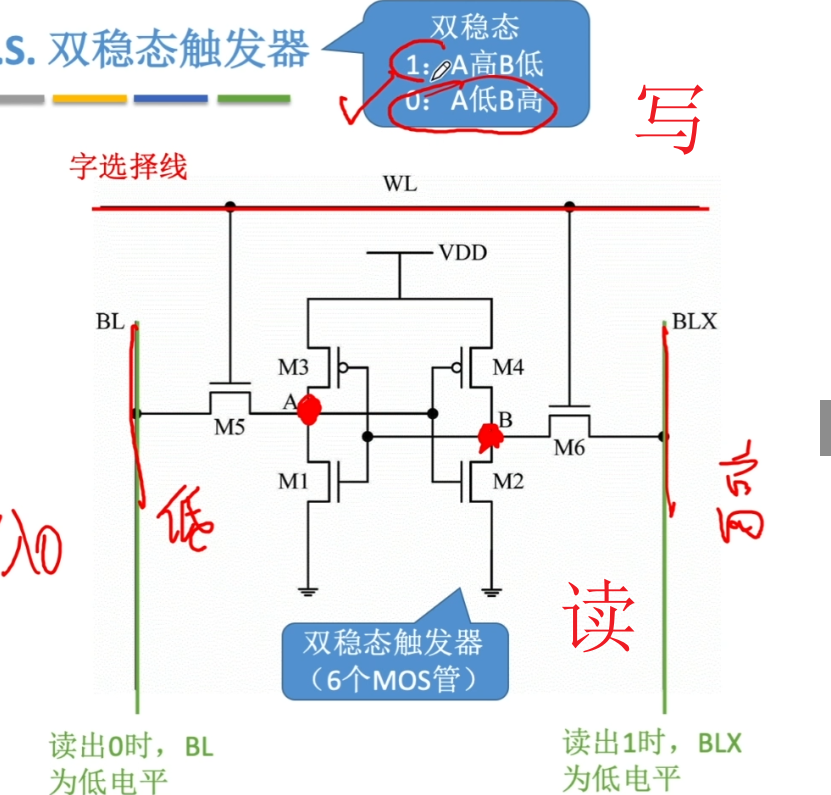 .S. 双稳态触发器
双稳态
1: A高B低
0: A低B高
写
字选择线
WL
VDD
BL
BLX
M3
M4
A
B
M5
M6
M1
M2
入0
低
高
双稳态触发器
(6个MOS管)
读
读出0时，BL
为低电平
读出1时，BLX
为低电平